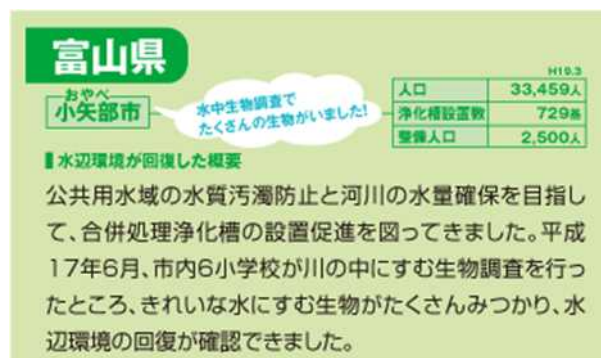 富山県
H19.3
おやべ
小矢部市
水中生物調査で
たくさんの生物がいました!
人口 33,459人
浄化槽設置数 729基
整備人口 2,500人
水辺環境が回復した概要
公共用水域の水質汚濁防止と河川の水量確保を目指し
て、合併処理浄化槽の設置促進を図ってきました。平成
17年6月、市内6小学校が川の中にすむ生物調査を行っ
たところ、きれいな水にすむ生物がたくさんみつかり、水
辺環境の回復が確認できました。